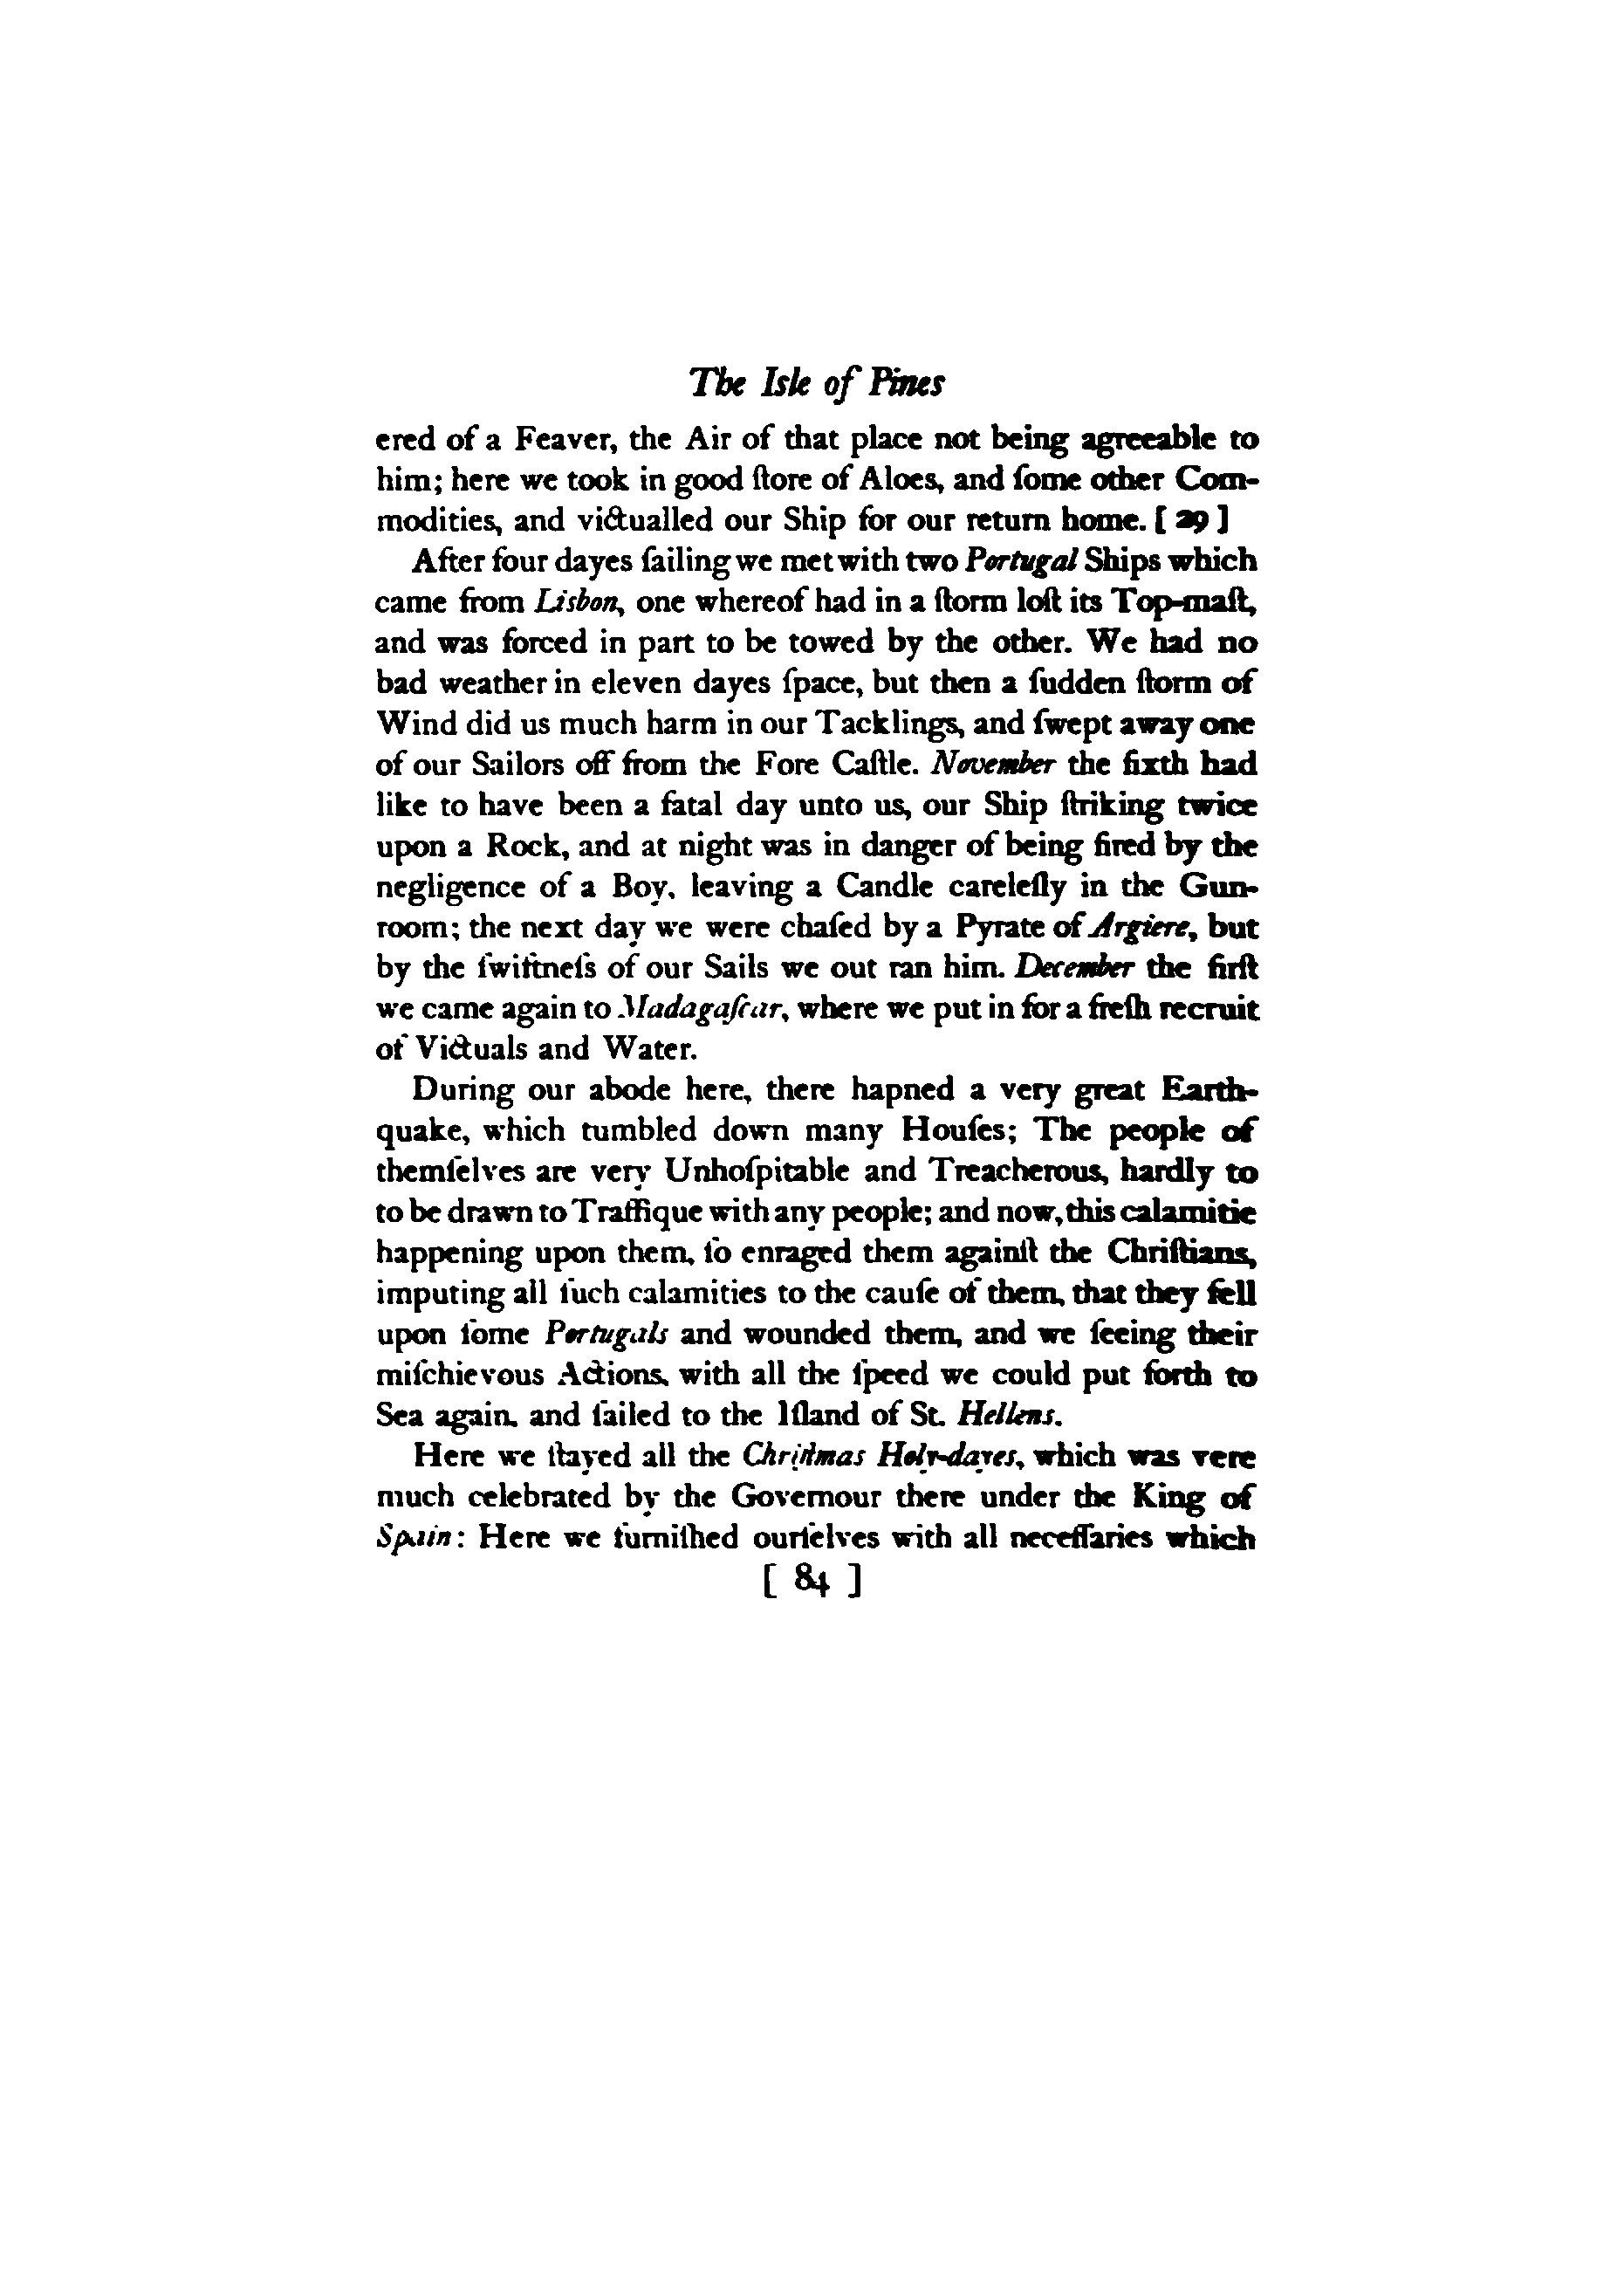 The Isle of Pines
ered of a Feaver, the Air of that place not being agreeable to
him; here we took in good ſtore of Aloes, and ſome other Com-
modities, and victualled our Ship for our return home. [ 29 ]
After four dayes ſailing we met with two Portugal Ships which
came from Lisbon, one whereof had in a ſtorm loſt its Top-maſt,
and was forced in part to be towed by the other. We had no
bad weather in eleven dayes ſpace, but then a ſudden ſtorm of
Wind did us much harm in our Tacklings, and ſwept away one
of our Sailors off from the Fore Caſtle. November the ſixth had
like to have been a fatal day unto us, our Ship ſtriking twice
upon a Rock, and at night was in danger of being fired by the
negligence of a Boy, leaving a Candle careleſly in the Gun-
room; the next day we were chaſed by a Pyrate of Argiere, but
by the ſwiftneſs of our Sails we out ran him. December the firſt
we came again to Madagaſcar, where we put in for a freſh recruit
of Victuals and Water.
During our abode here, there hapned a very great Earth-
quake, which tumbled down many Houſes; The people of
themſelves are very Unhoſpitable and Treacherous, hardly to
to be drawn to Traffique with any people; and now, this calamitie
happening upon them, ſo enraged them againſt the Chriſtians,
imputing all ſuch calamities to the cauſe of them, that they fell
upon ſome Portugals and wounded them, and we ſeeing their
miſchievous Actions, with all the ſpeed we could put forth to
Sea again, and ſailed to the Iſland of St. Hellens.
Here we ſtayed all the Chriſtmas Holy-dayes, which was vere
much celebrated by the Governour there under the King of
Spain: Here we furniſhed ourſelves with all neceſſaries which
[ 84 ]